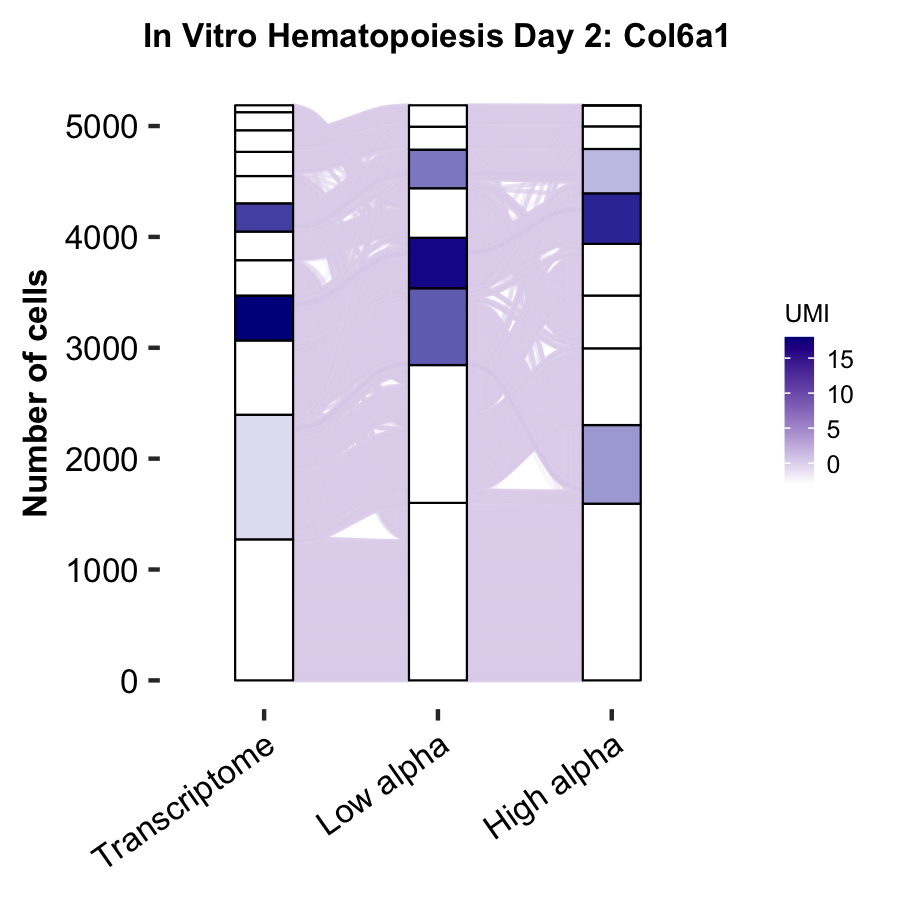 In Vitro Hematopoiesis Day 2: Col6a1
Number of cells
5000
4000
3000
2000
1000
0
Transcriptome
Low alpha
High alpha
UMI
15
10
5
0